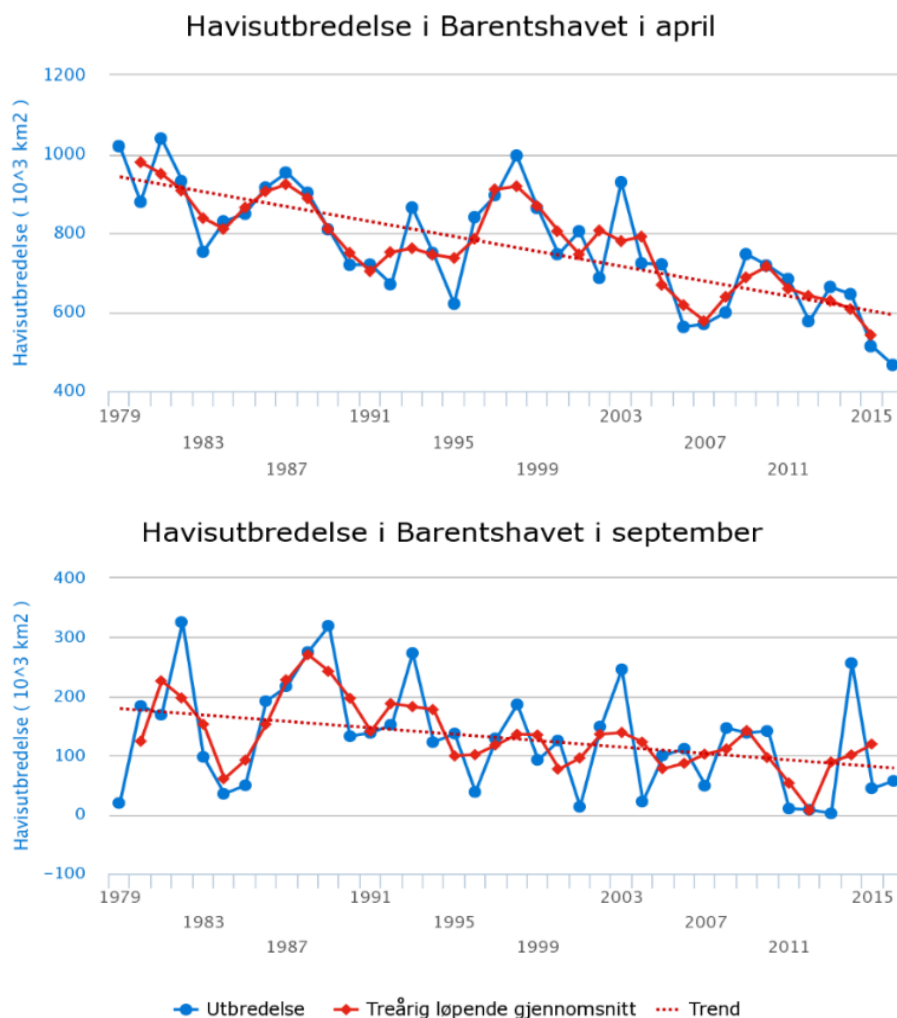 Havisutbredelse i Barentshavet i april
Havisutbredelse ( 10^3 km2 )
1200
1000
800
600
400
1979 1991 2003 2015
1983 1995 2007
1987 1999 2011
Havisutbredelse i Barentshavet i september
Havisutbredelse ( 10^3 km2 )
400
300
200
100
0
−100
1979 1991 2003 2015
1983 1995 2007
1987 1999 2011
Utbredelse Treårig løpende gjennomsnitt Trend